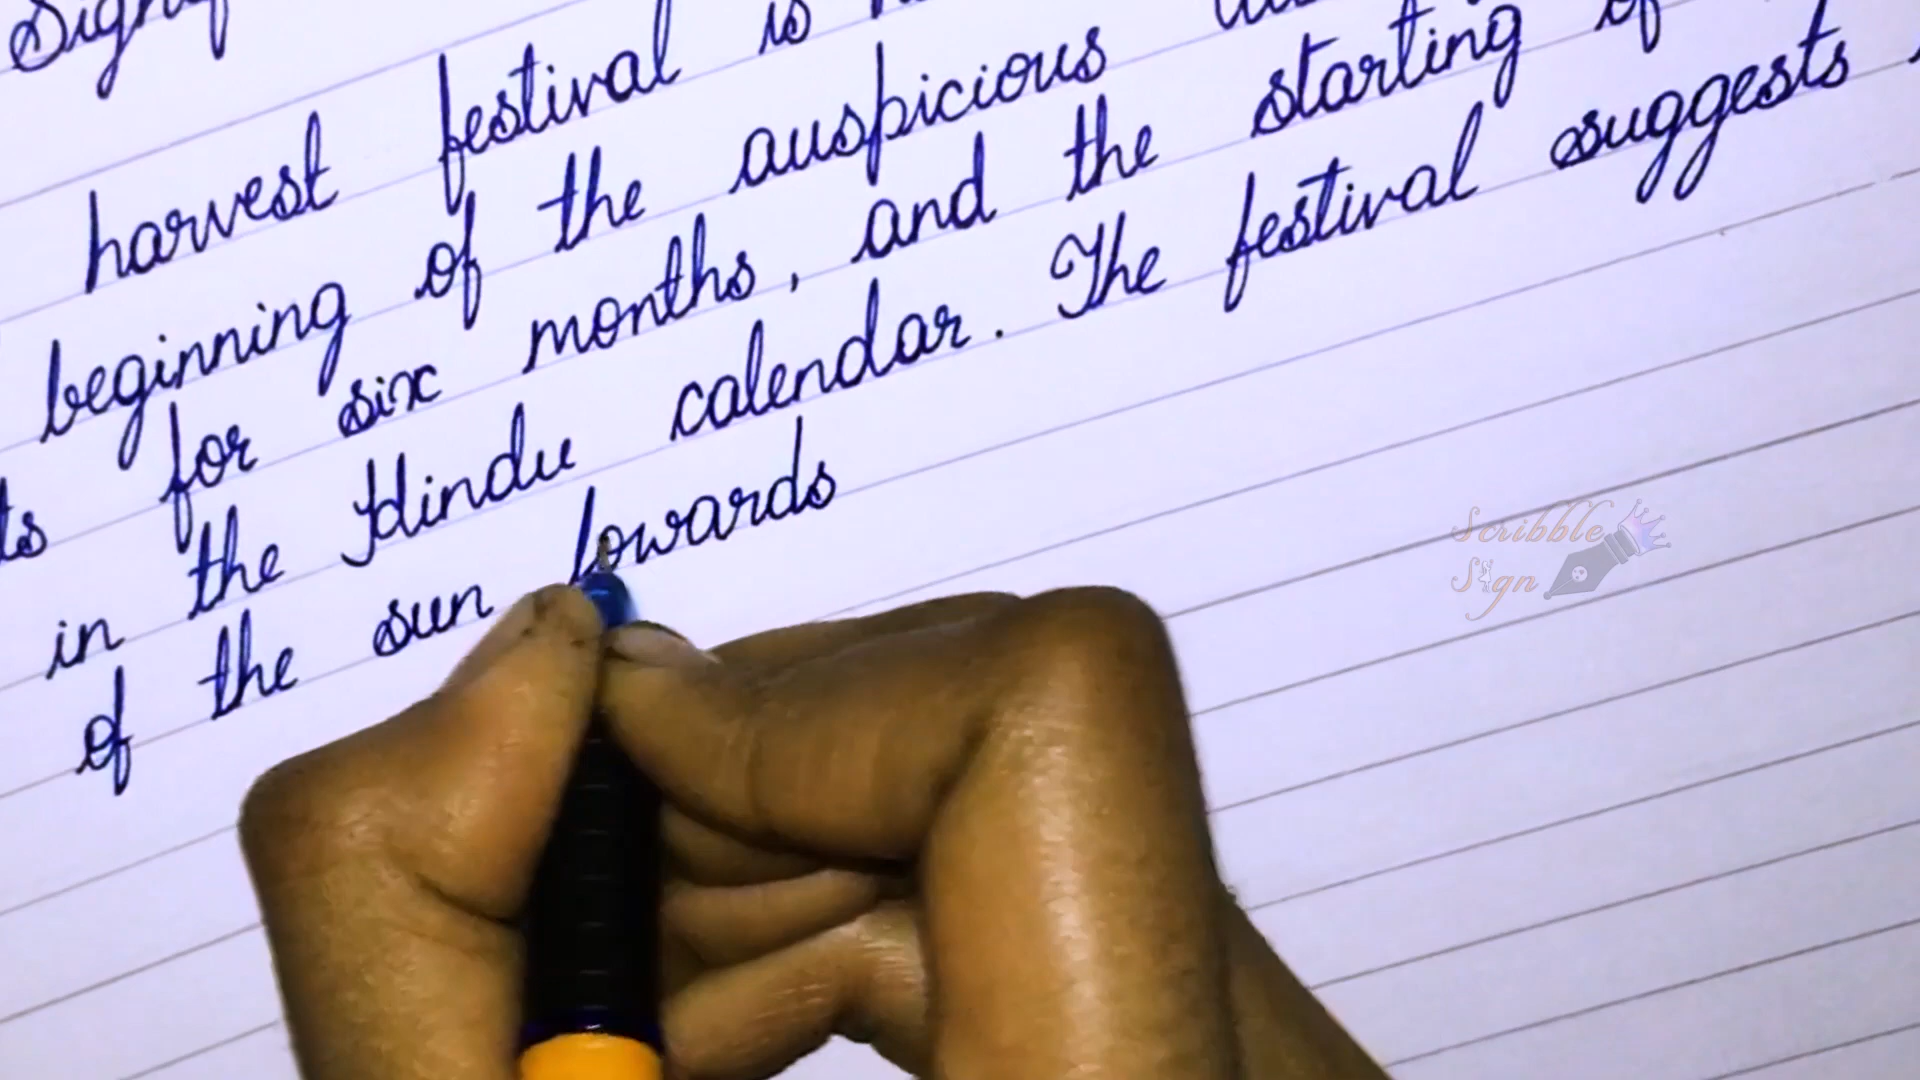 harvest festival is
beginning of the auspicious
ts for six months, and the starting of
in the Hindu calendar. The festival suggests
of the sun towards
Scribble
Sign